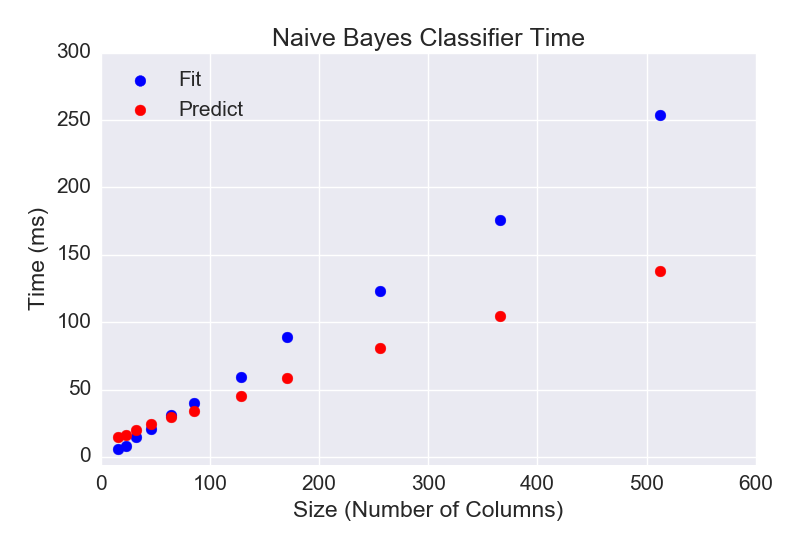 Naive Bayes Classifier Time
300
250
200
150
100
50
0
Fit
Predict
Time (ms)
0 100 200 300 400 500 600
Size (Number of Columns)